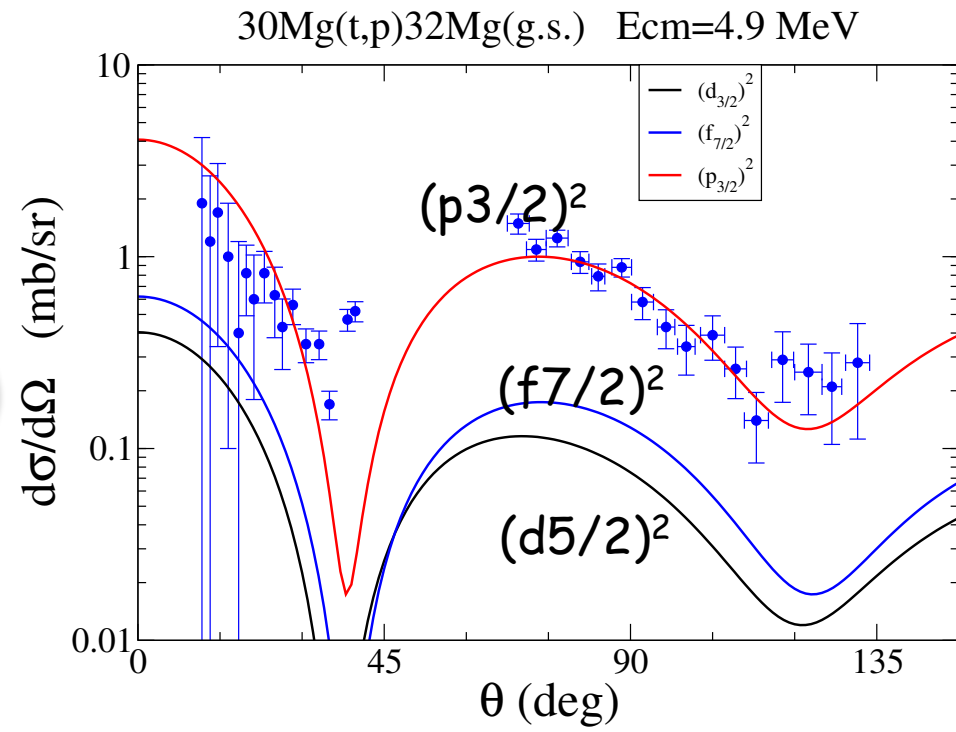 30Mg(t,p)32Mg(g.s.) Ecm=4.9 MeV
10
1
0.1
0.01
dσ/dΩ (mb/sr)
(d3/2)²
(f7/2)²
(p3/2)²
(p3/2)²
(f7/2)²
(d5/2)²
0 45 90 135
θ (deg)